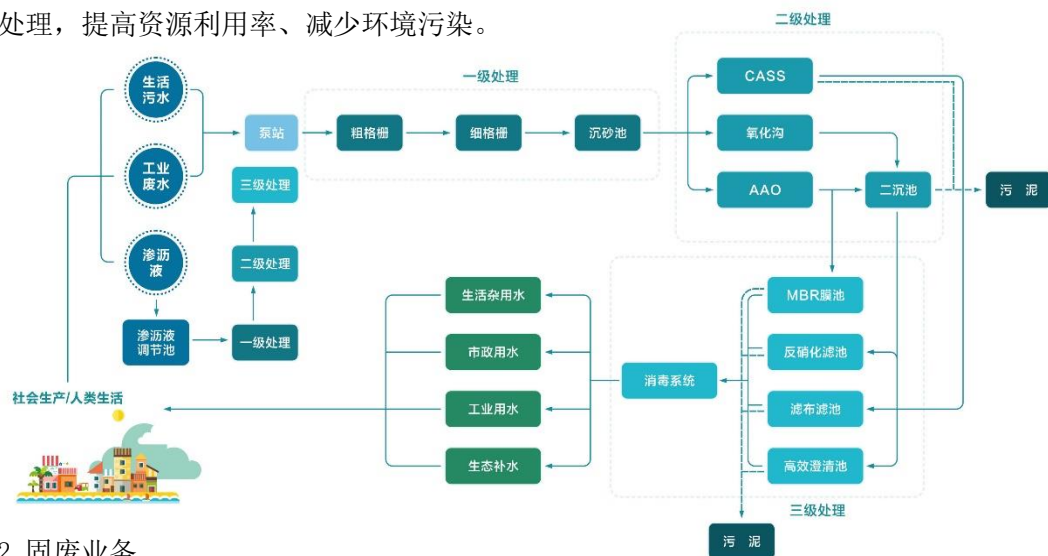 处理，提高资源利用率、减少环境污染。
二级处理
一级处理
生活
污水
泵站
粗格栅
细格栅
沉砂池
CASS
氧化沟
AAO
二沉池
污 泥
工业
废水
三级处理
渗沥
液
二级处理
渗沥液
调节池
一级处理
生活杂用水
市政用水
工业用水
生态补水
消毒系统
MBR膜池
反硝化滤池
滤布滤池
高效澄清池
三级处理
污 泥
社会生产/人类生活
2 固废业务